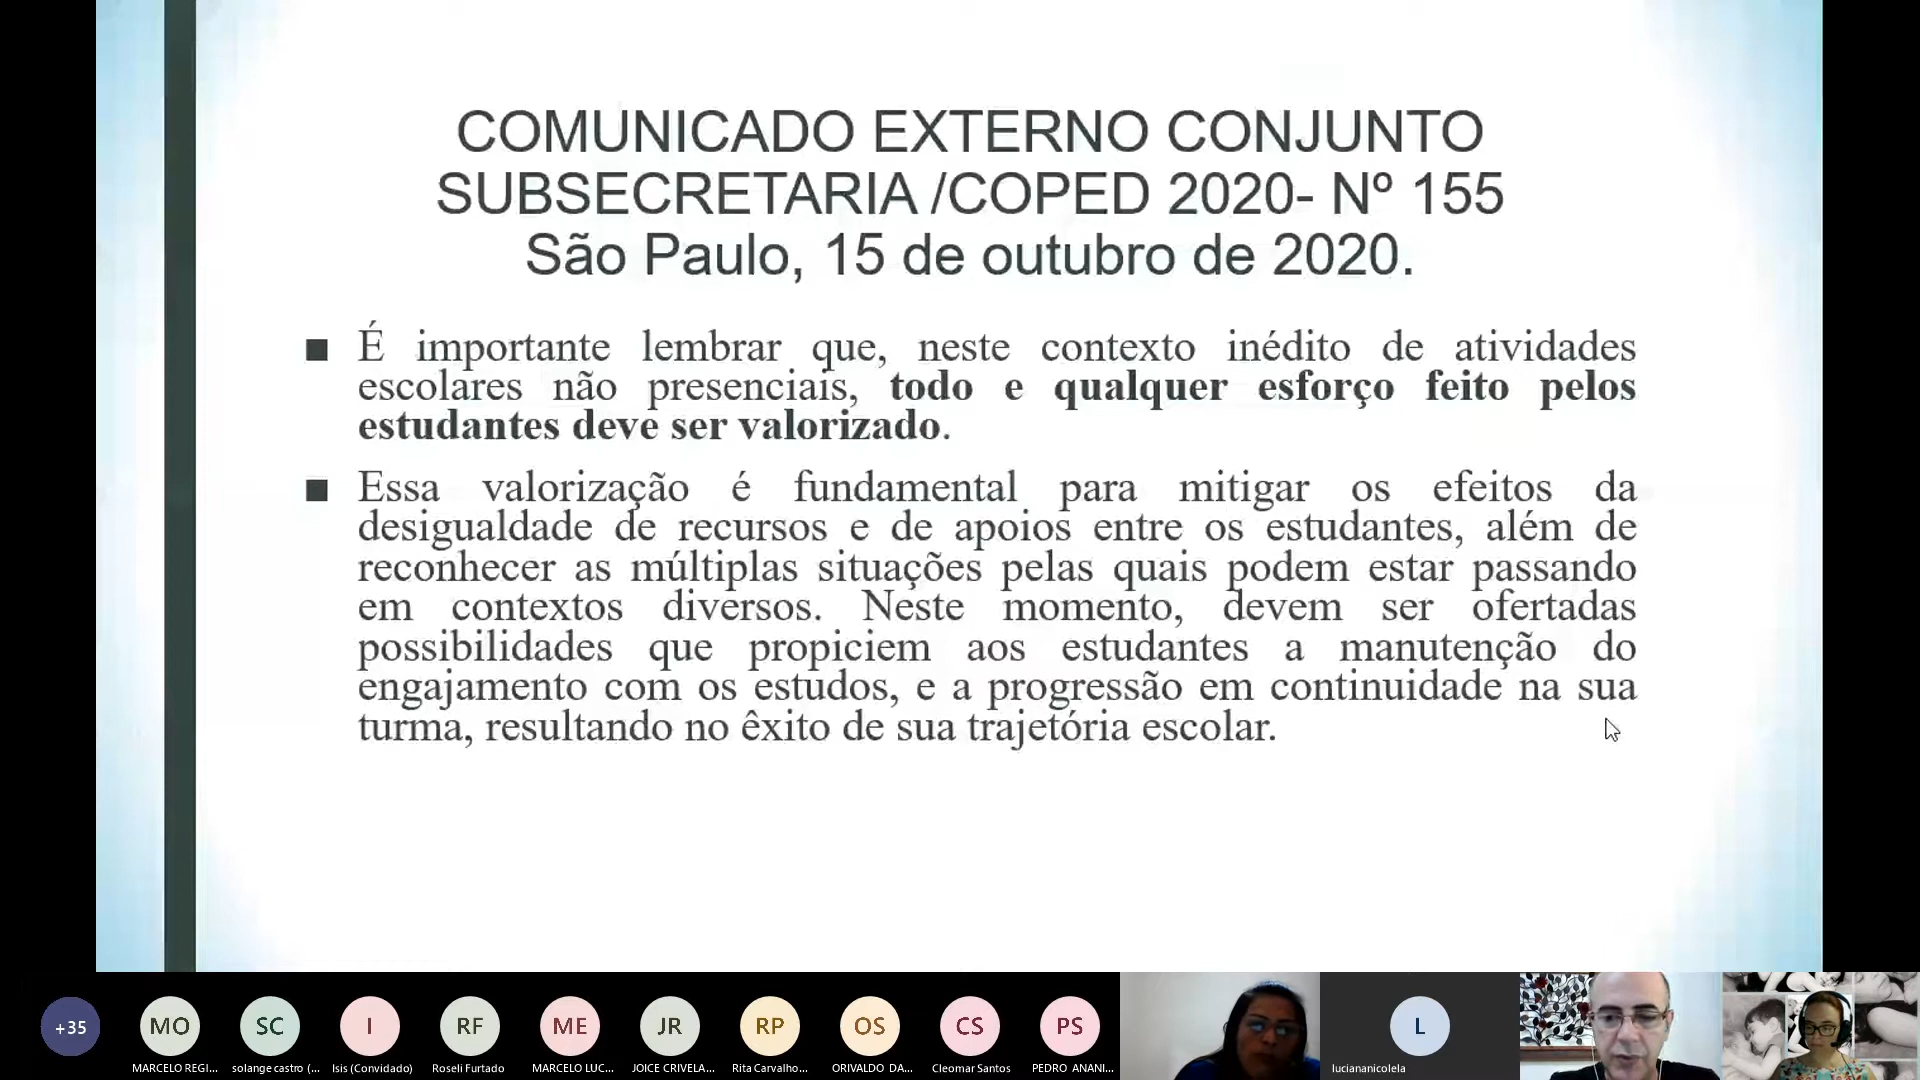 COMUNICADO EXTERNO CONJUNTO
SUBSECRETARIA /COPED 2020- Nº 155
São Paulo, 15 de outubro de 2020.
■ É importante lembrar que, neste contexto inédito de atividades
escolares não presenciais, todo e qualquer esforço feito pelos
estudantes deve ser valorizado.
■ Essa valorização é fundamental para mitigar os efeitos da
desigualdade de recursos e de apoios entre os estudantes, além de
reconhecer as múltiplas situações pelas quais podem estar passando
em contextos diversos. Neste momento, devem ser ofertadas
possibilidades que propiciem aos estudantes a manutenção do
engajamento com os estudos, e a progressão em continuidade na sua
turma, resultando no êxito de sua trajetória escolar.
+35 MO SC I RF ME JR RP OS CS PS L
MARCELO REGI... solange castro (... Isis (Convidado) Roseli Furtado MARCELO LUC... JOICE CRIVELA... Rita Carvalho... ORIVALDO DA... Cleomar Santos PEDRO ANANI... luciananicolela